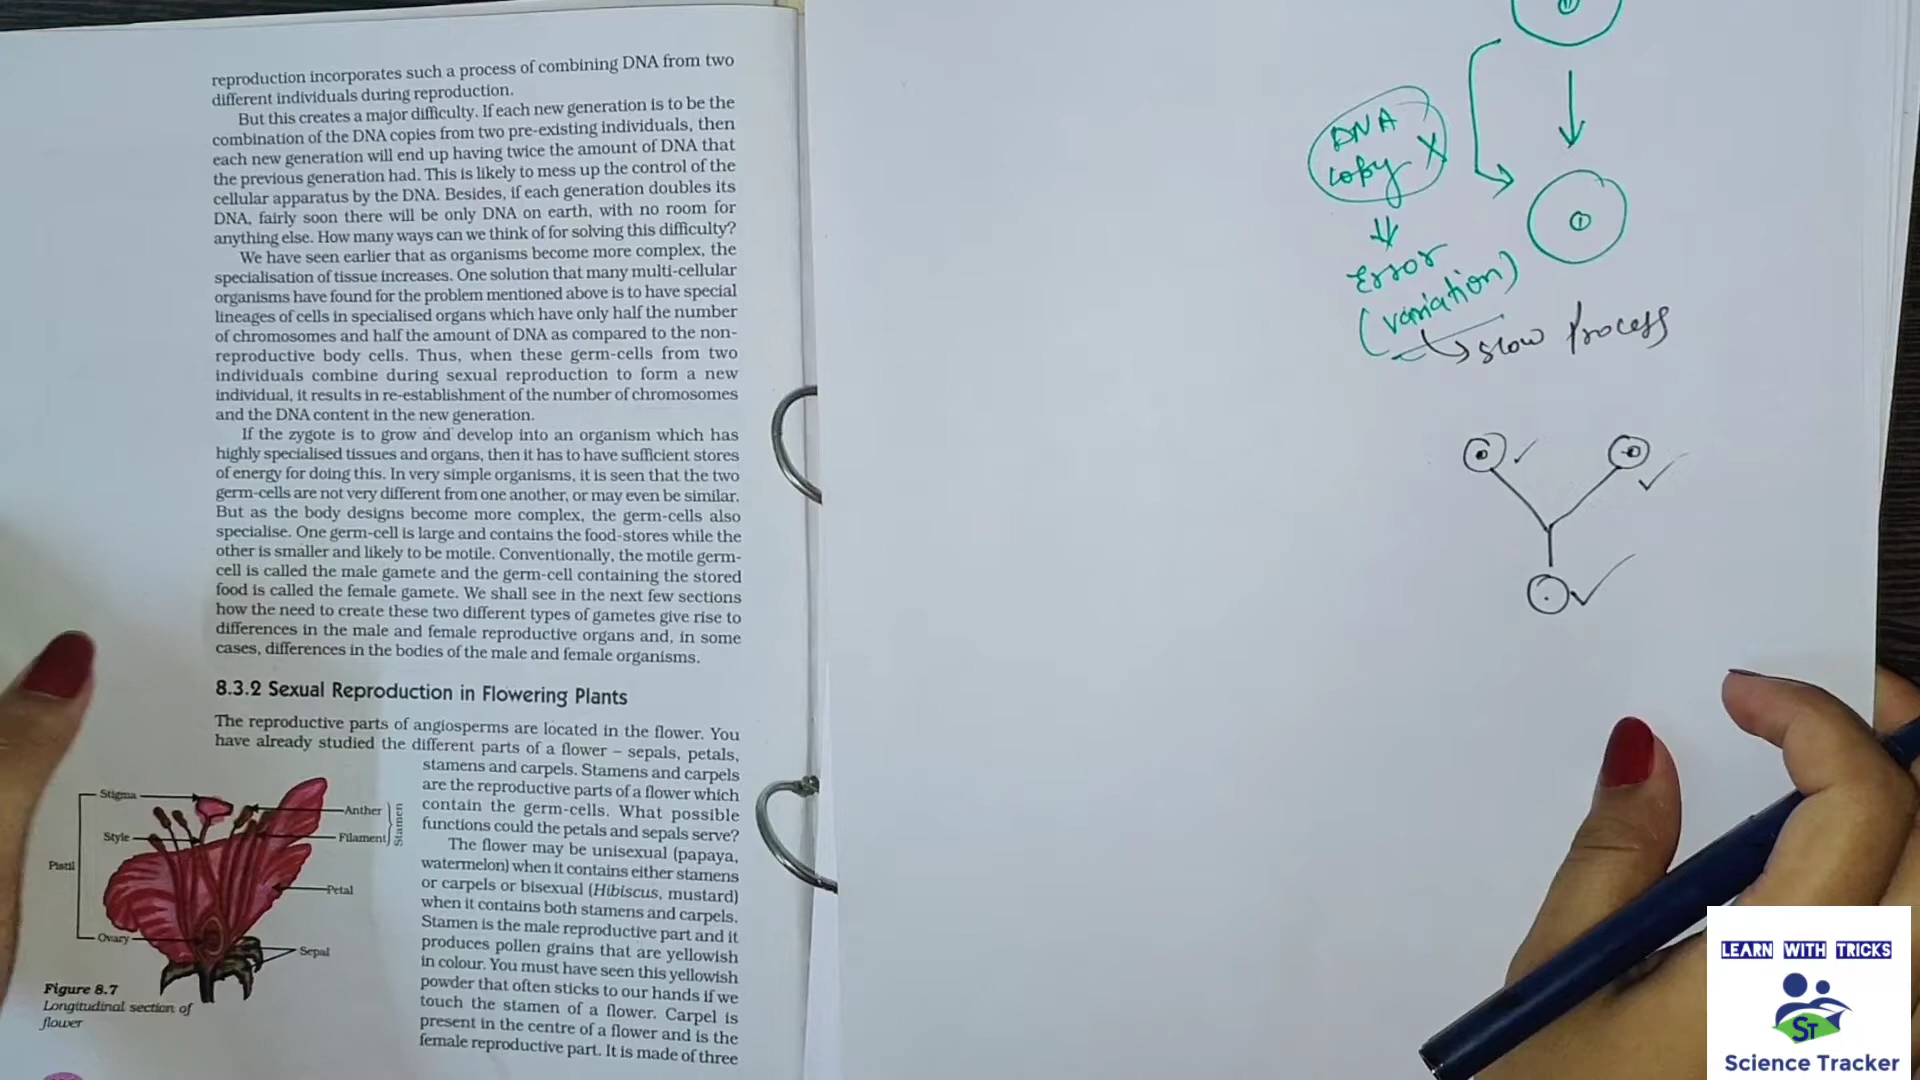 reproduction incorporates such a process of combining DNA from two
different individuals during reproduction.
But this creates a major difficulty. If each new generation is to be the
combination of the DNA copies from two pre-existing individuals, then
each new generation will end up having twice the amount of DNA that
the previous generation had. This is likely to mess up the control of the
cellular apparatus by the DNA. Besides, if each generation doubles its
DNA, fairly soon there will be only DNA on earth, with no room for
anything else. How many ways can we think of for solving this difficulty?
We have seen earlier that as organisms become more complex, the
specialisation of tissue increases. One solution that many multi-cellular
organisms have found for the problem mentioned above is to have special
lineages of cells in specialised organs which have only half the number
of chromosomes and half the amount of DNA as compared to the non-
reproductive body cells. Thus, when these germ-cells from two
individuals combine during sexual reproduction to form a new
individual, it results in re-establishment of the number of chromosomes
and the DNA content in the new generation.
If the zygote is to grow and develop into an organism which has
highly specialised tissues and organs, then it has to have sufficient stores
of energy for doing this. In very simple organisms, it is seen that the two
germ-cells are not very different from one another, or may even be similar.
But as the body designs become more complex, the germ-cells also
specialise. One germ-cell is large and contains the food-stores while the
other is smaller and likely to be motile. Conventionally, the motile germ-
cell is called the male gamete and the germ-cell containing the stored
food is called the female gamete. We shall see in the next few sections
how the need to create these two different types of gametes give rise to
differences in the male and female reproductive organs and, in some
cases, differences in the bodies of the male and female organisms.
8.3.2 Sexual Reproduction in Flowering Plants
The reproductive parts of angiosperms are located in the flower. You
have already studied the different parts of a flower – sepals, petals,
stamens and carpels. Stamens and carpels
are the reproductive parts of a flower which
contain the germ-cells. What possible
functions could the petals and sepals serve?
The flower may be unisexual (papaya,
watermelon) when it contains either stamens
or carpels or bisexual (Hibiscus, mustard)
when it contains both stamens and carpels.
Stamen is the male reproductive part and it
produces pollen grains that are yellowish
in colour. You must have seen this yellowish
powder that often sticks to our hands if we
touch the stamen of a flower. Carpel is
present in the centre of a flower and is the
female reproductive part. It is made of three
Stigma
Style
Pistil
Ovary
Anther
Filament
Stamen
Petal
Sepal
Figure 8.7
Longitudinal section of
flower
DNA
copy X
Error
(variation)
slow process
LEARN WITH TRICKS
ST
Science Tracker